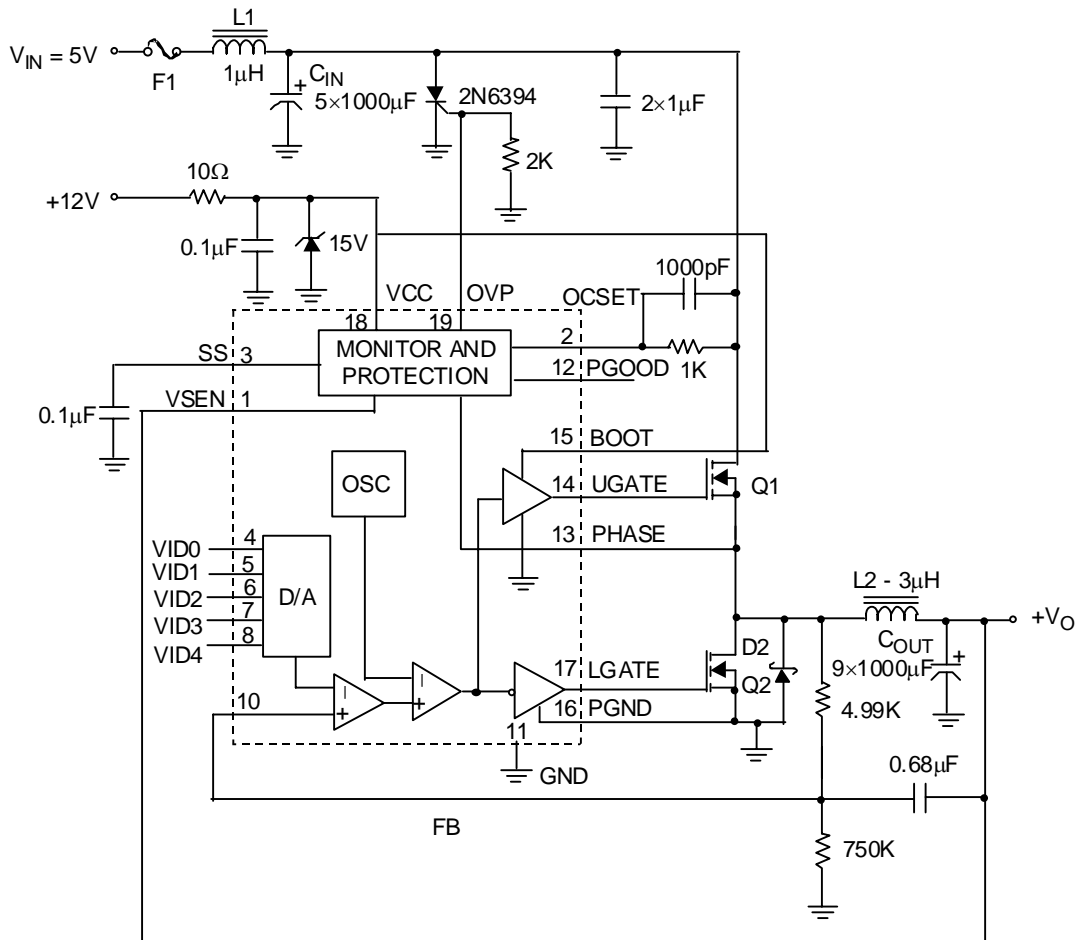 L1
V_IN = 5V
F1
1μH
C_IN
+
5×1000μF
2N6394
2×1μF
2K
10Ω
+12V
0.1μF
15V
1000pF
VCC
OVP
OCSET
18
19
MONITOR AND
PROTECTION
2
1K
SS
3
12
PGOOD
VSEN
1
0.1μF
15
BOOT
OSC
14
UGATE
Q1
13
PHASE
VID0
4
VID1
5
VID2
6
VID3
7
VID4
8
D/A
L2 - 3μH
+V_O
C_OUT
+
9×1000μF
D2
Q2
17
LGATE
16
PGND
–
+
–
+
10
11
GND
4.99K
0.68μF
FB
750K